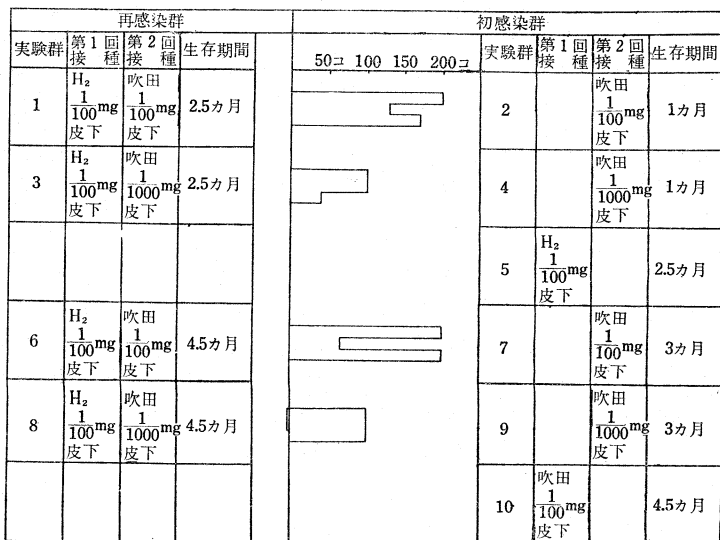 再感染群
初感染群
実験群 第1回接種 第2回接種 生存期間
50コ 100 150 200コ
実験群 第1回接種 第2回接種 生存期間
1 H₂ 1/100mg 皮下 吹田 1/100mg 皮下 2.5カ月
2 吹田 1/100mg 皮下 1カ月
3 H₂ 1/100mg 皮下 吹田 1/1000mg 皮下 2.5カ月
4 吹田 1/1000mg 皮下 1カ月
5 H₂ 1/100mg 皮下 2.5カ月
6 H₂ 1/100mg 皮下 吹田 1/100mg 皮下 4.5カ月
7 吹田 1/100mg 皮下 3カ月
8 H₂ 1/100mg 皮下 吹田 1/1000mg 皮下 4.5カ月
9 吹田 1/1000mg 皮下 3カ月
10 吹田 1/100mg 皮下 4.5カ月